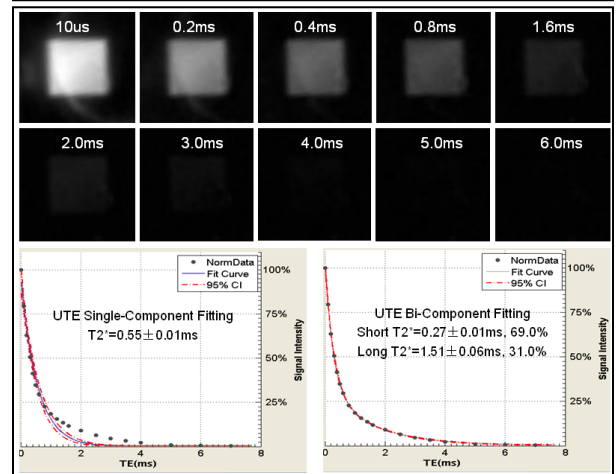 10us 0.2ms 0.4ms 0.8ms 1.6ms
2.0ms 3.0ms 4.0ms 5.0ms 6.0ms
NormData
Fit Curve
95% CI
UTE Single-Component Fitting
T2*=0.55±0.01ms
100%
75%
50%
25%
Signal Intensity
0 2 4 6 8
TE(ms)
NormData
Fit Curve
95% CI
UTE Bi-Component Fitting
Short T2*=0.27±0.01ms, 69.0%
Long T2*=1.51±0.06ms, 31.0%
100%
75%
50%
25%
Signal Intensity
0 2 4 6 8
TE(ms)